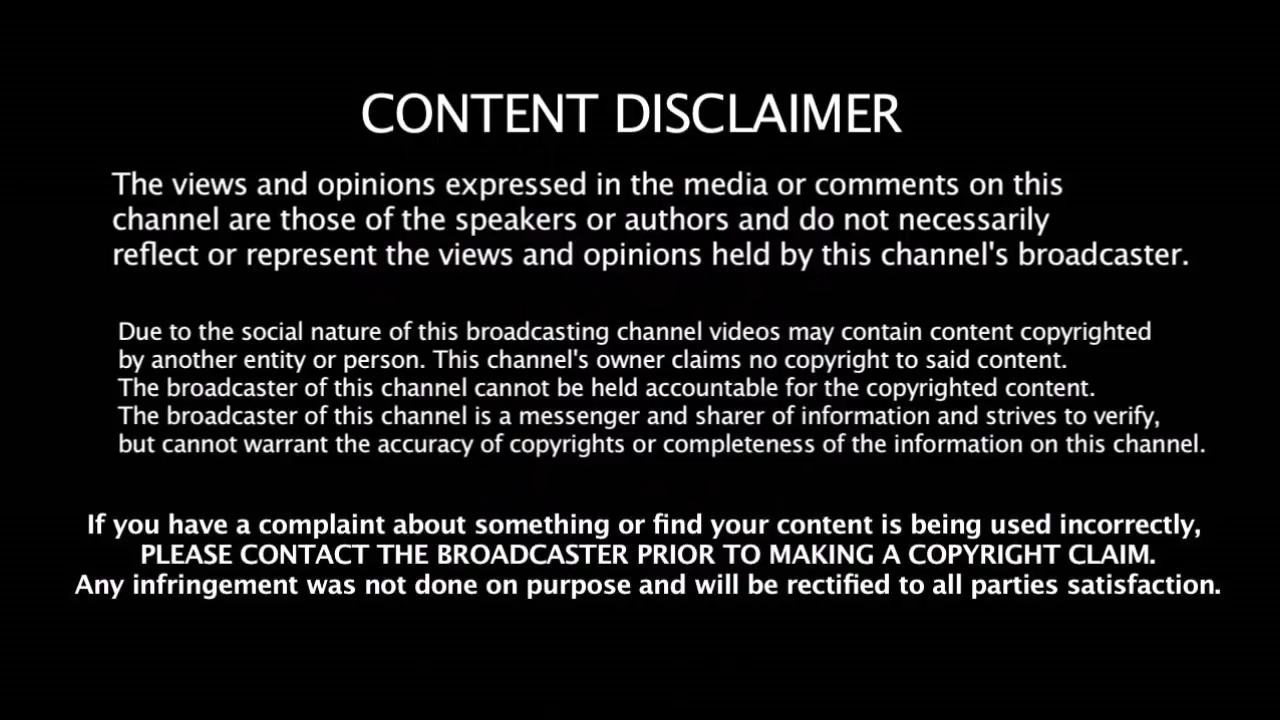 CONTENT DISCLAIMER
The views and opinions expressed in the media or comments on this
channel are those of the speakers or authors and do not necessarily
reflect or represent the views and opinions held by this channel's broadcaster.
Due to the social nature of this broadcasting channel videos may contain content copyrighted
by another entity or person. This channel's owner claims no copyright to said content.
The broadcaster of this channel cannot be held accountable for the copyrighted content.
The broadcaster of this channel is a messenger and sharer of information and strives to verify,
but cannot warrant the accuracy of copyrights or completeness of the information on this channel.
If you have a complaint about something or find your content is being used incorrectly,
PLEASE CONTACT THE BROADCASTER PRIOR TO MAKING A COPYRIGHT CLAIM.
Any infringement was not done on purpose and will be rectified to all parties satisfaction.